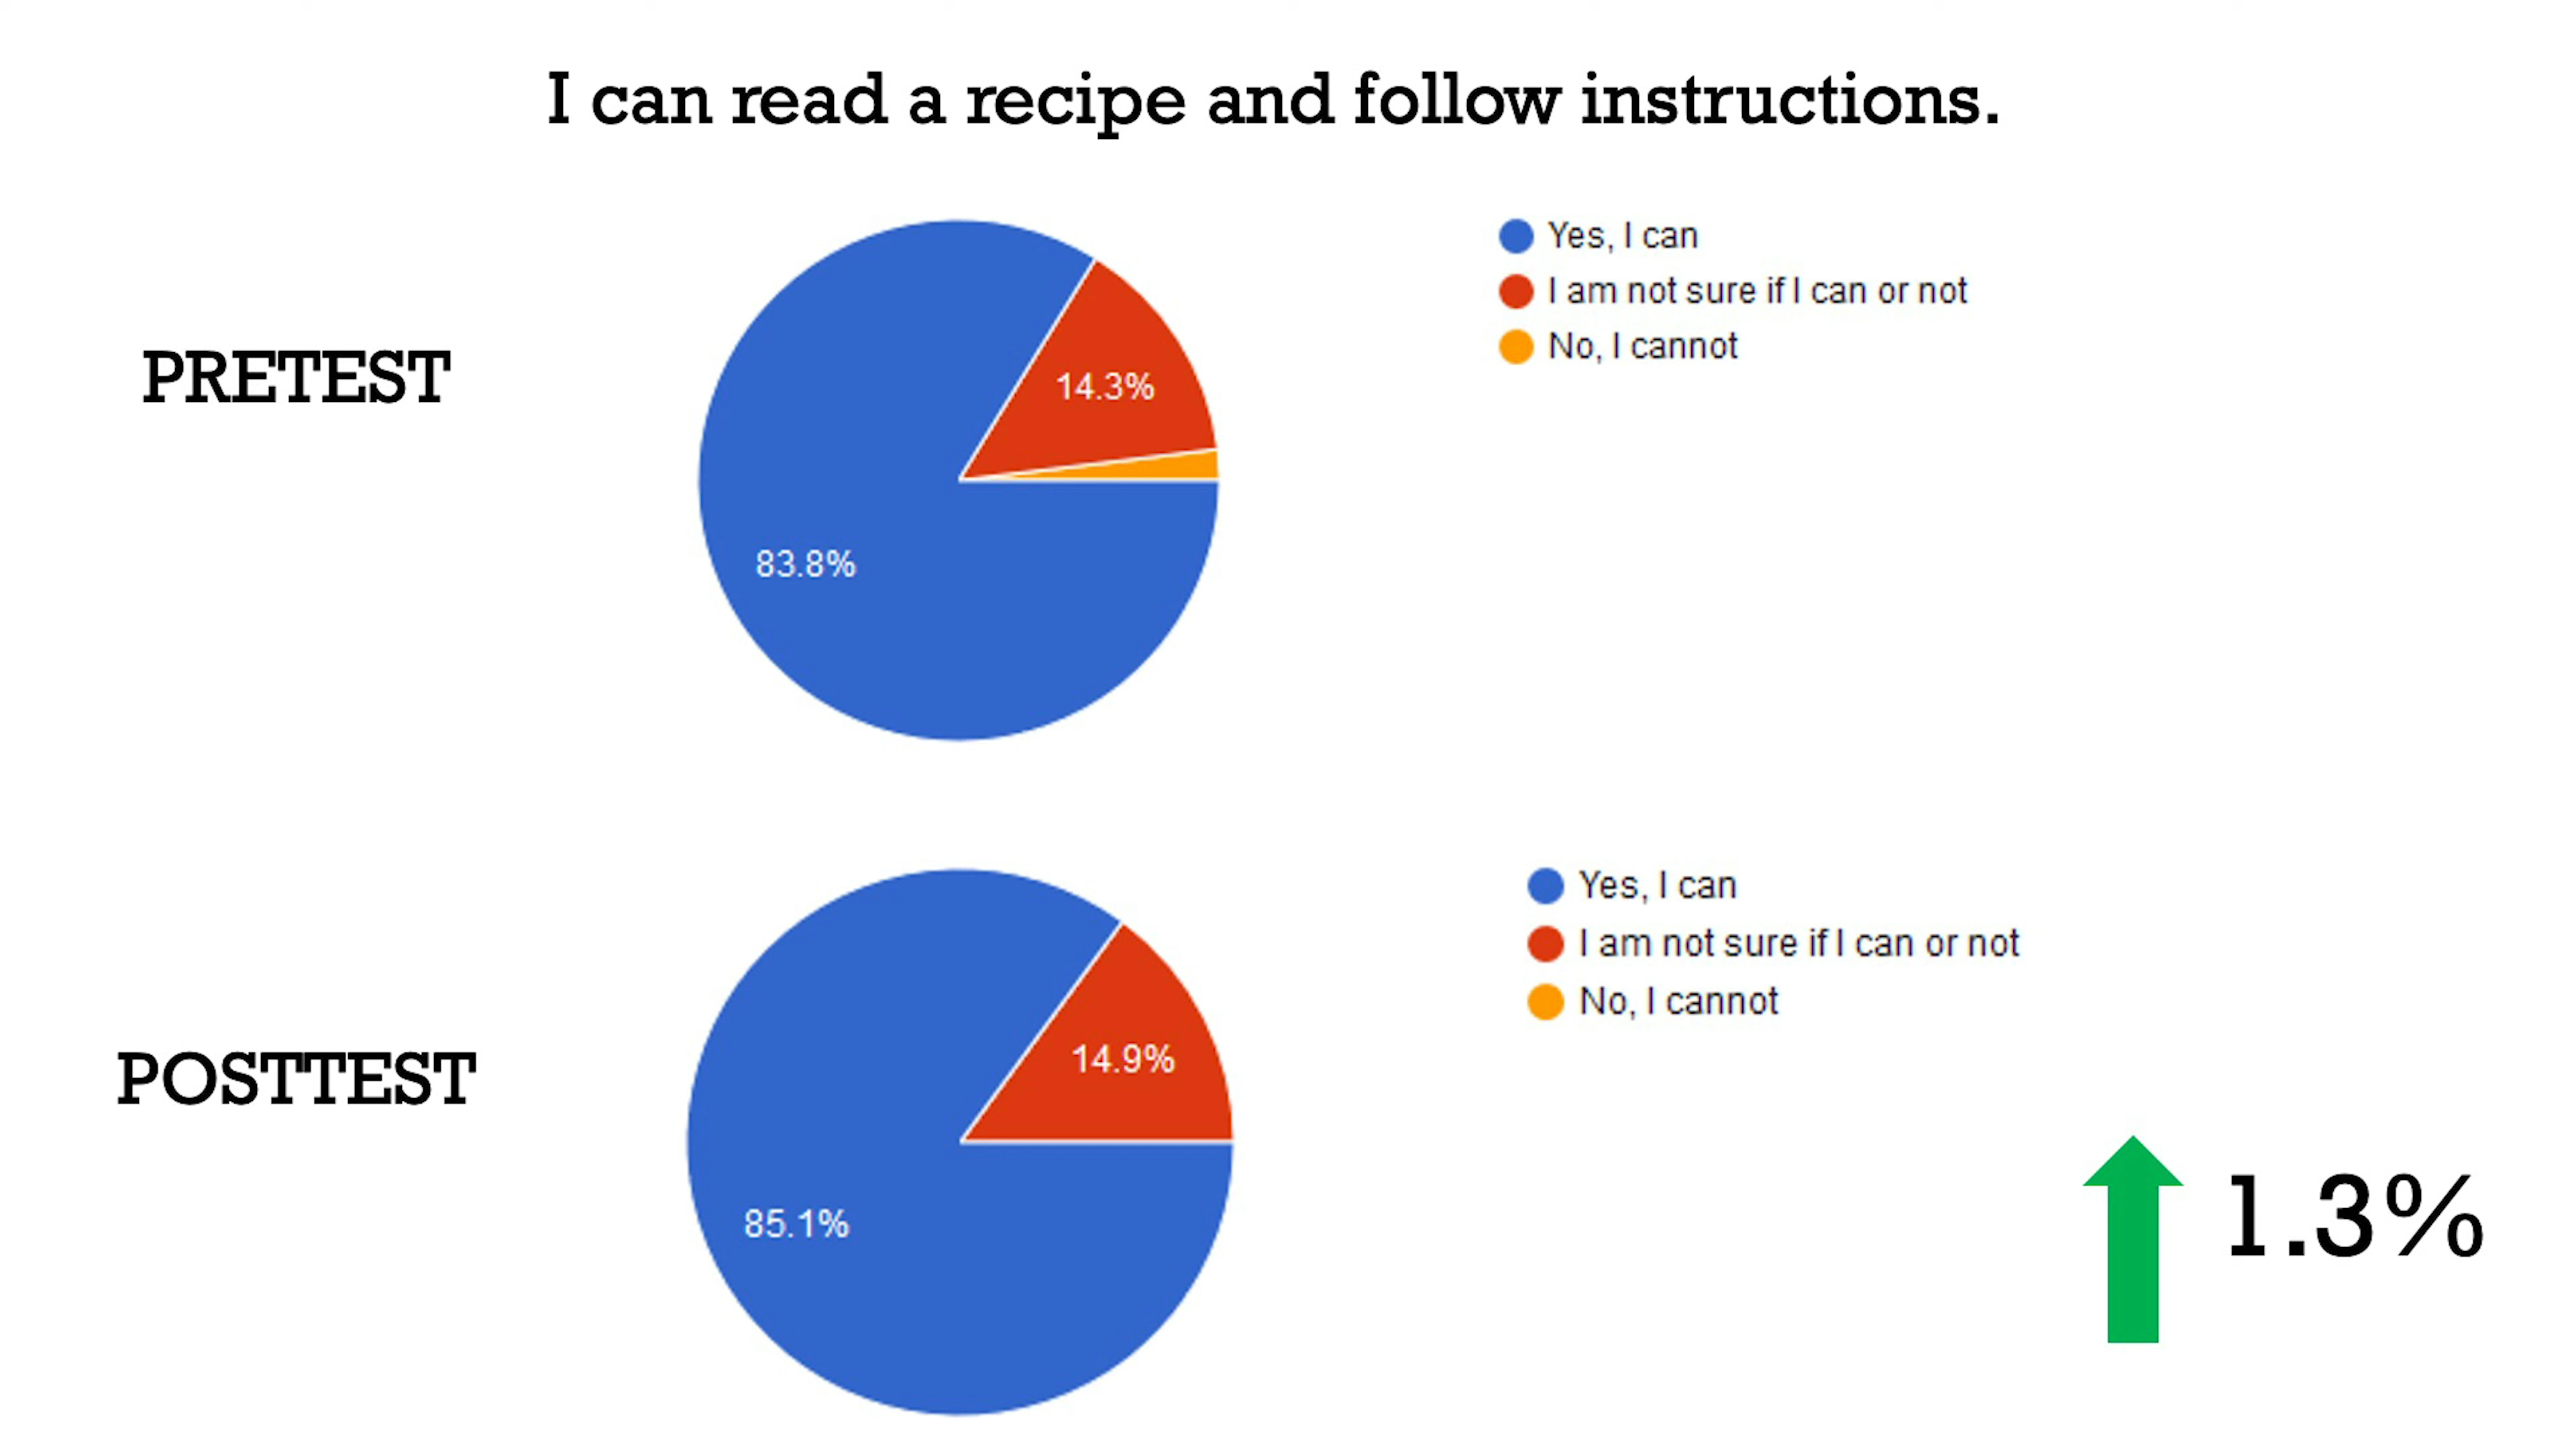 I can read a recipe and follow instructions.
PRETEST
83.8%
14.3%
Yes, I can
I am not sure if I can or not
No, I cannot
POSTTEST
85.1%
14.9%
Yes, I can
I am not sure if I can or not
No, I cannot
1.3%